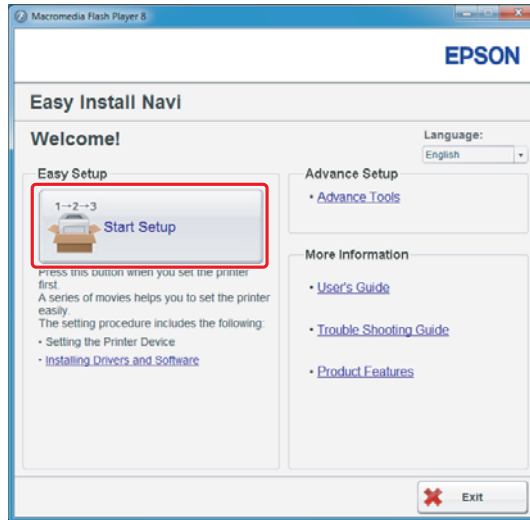 Macromedia Flash Player 8
EPSON
Easy Install Navi
Welcome!
Language:
English
Easy Setup
1→2→3
Start Setup
Press this button when you set the printer
first.
A series of movies helps you to set the printer
easily.
The setting procedure includes the following:
• Setting the Printer Device
• Installing Drivers and Software
Advance Setup
• Advance Tools
More Information
• User's Guide
• Trouble Shooting Guide
• Product Features
Exit